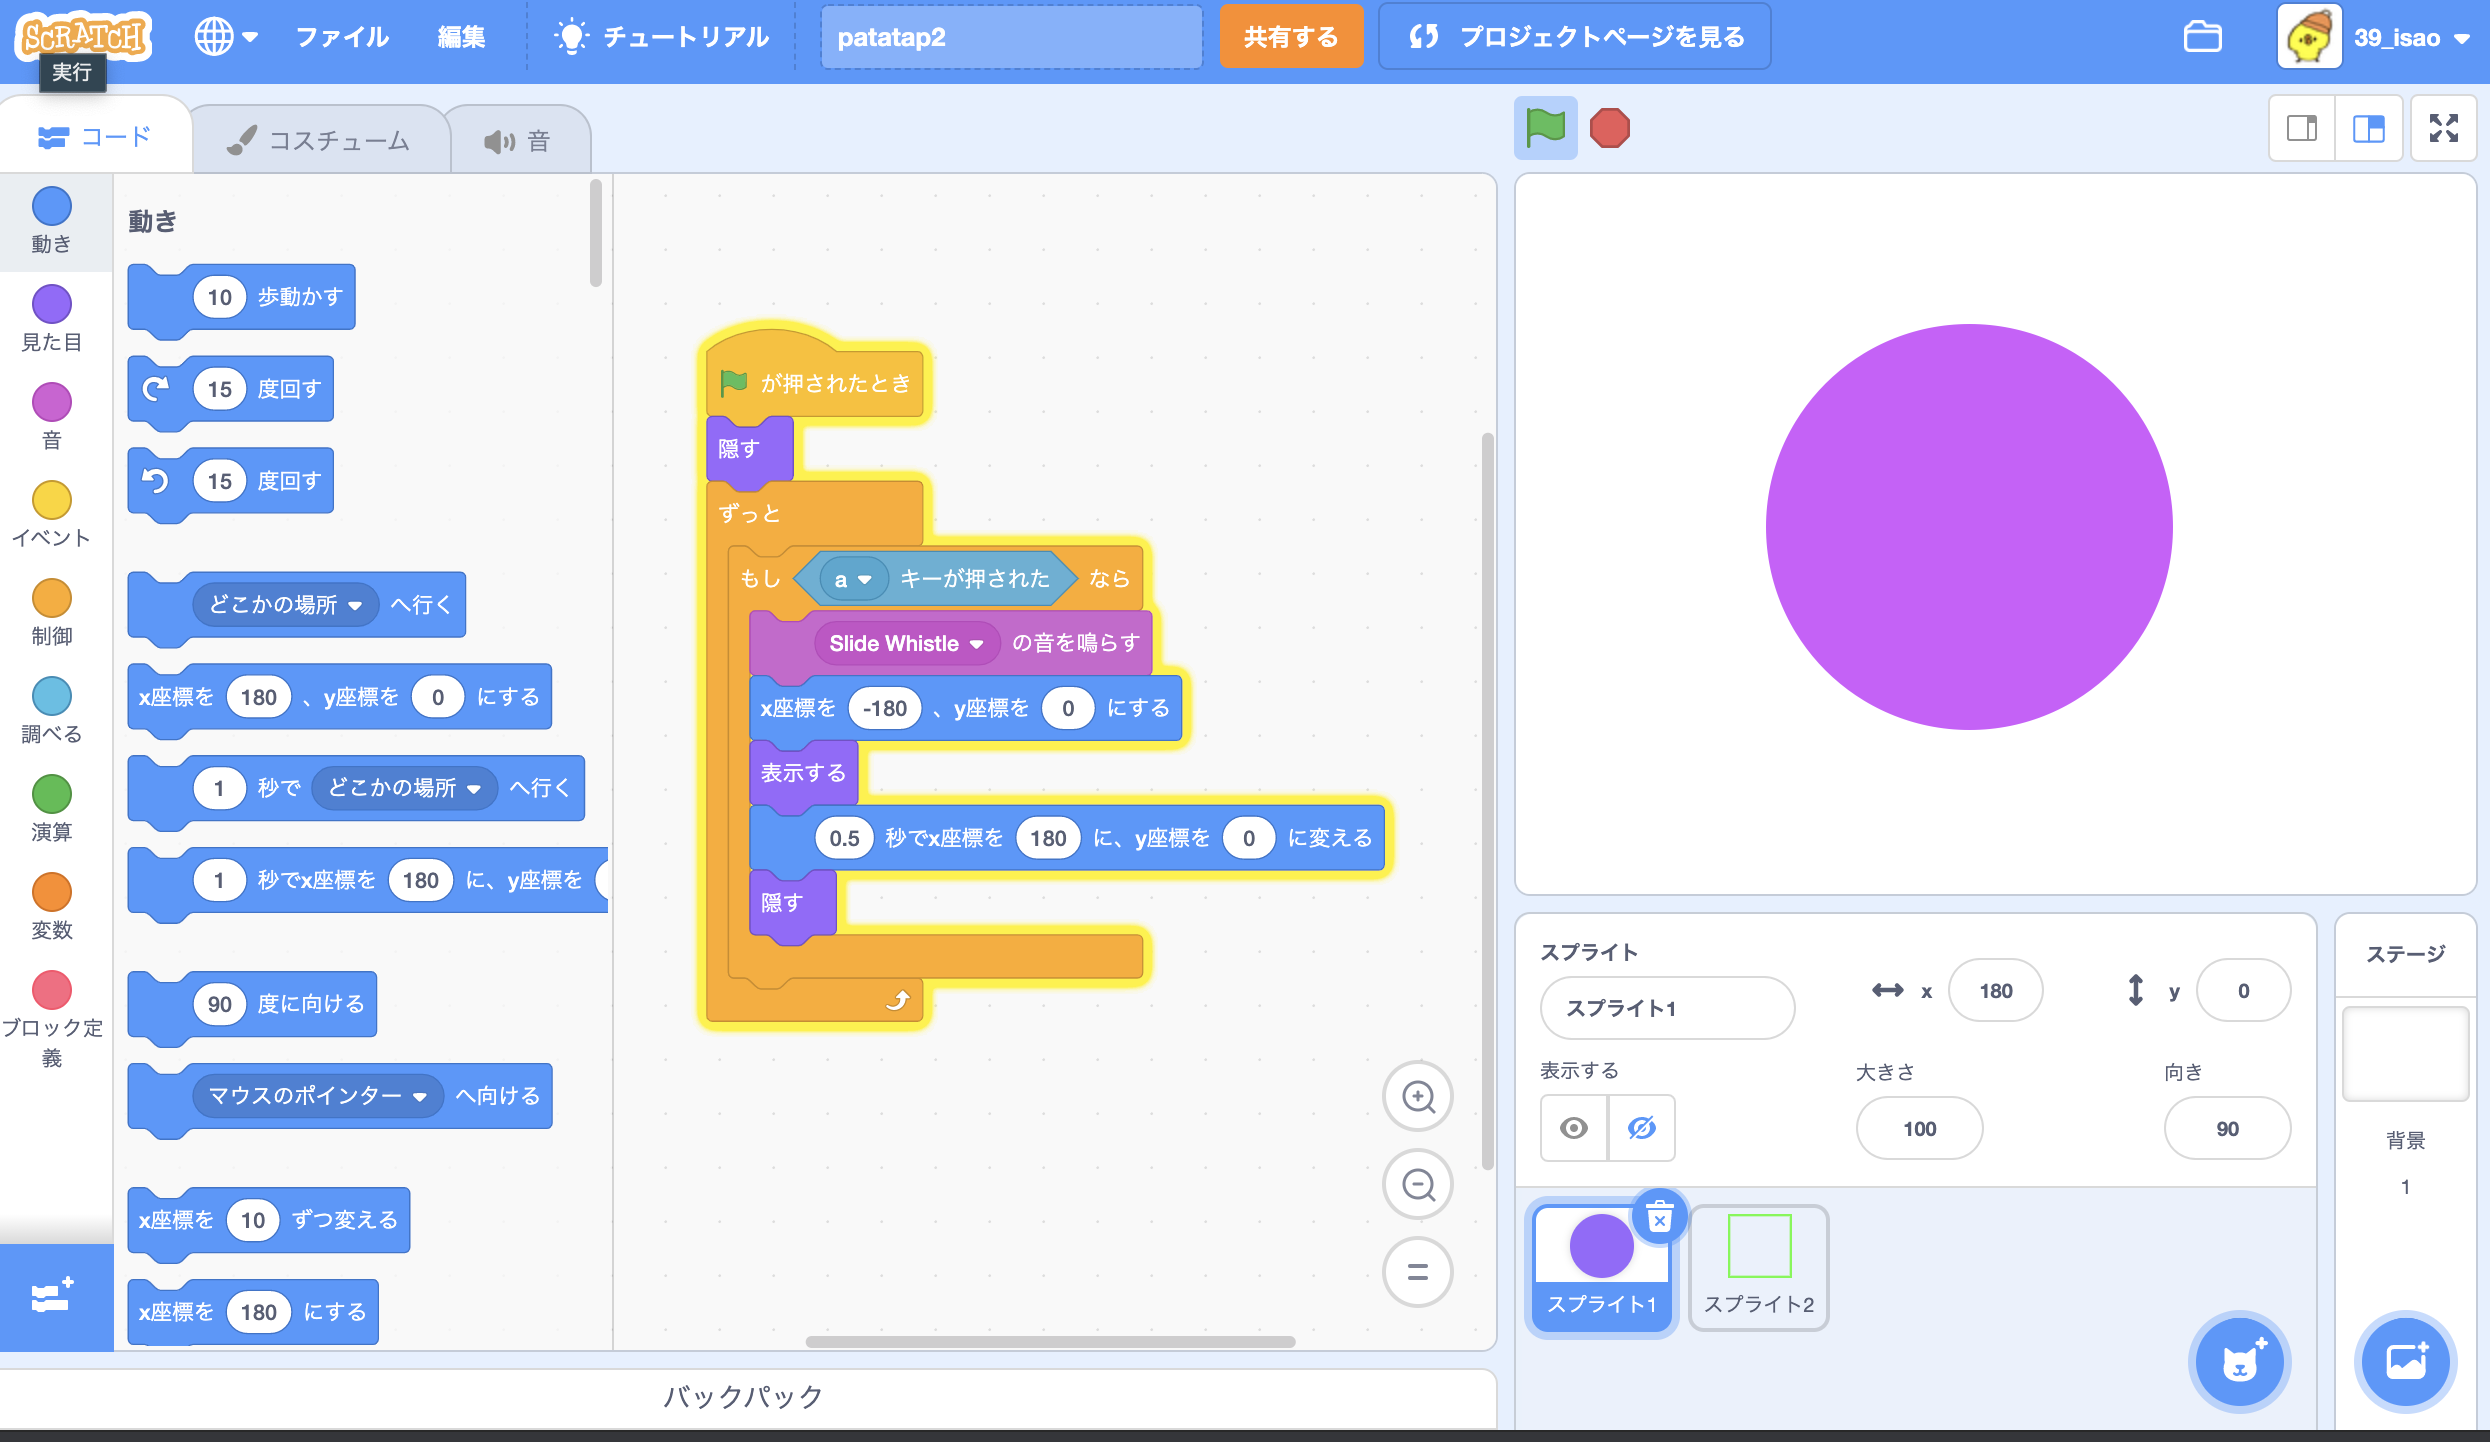 SCRATCH
ファイル
編集
チュートリアル
patatap2
共有する
プロジェクトページを見る
39_isao
実行
コード
コスチューム
音
動き
見た目
音
イベント
制御
調べる
演算
変数
ブロック定
義
動き
10 歩動かす
15 度回す
15 度回す
どこかの場所 へ行く
x座標を 180 、y座標を 0 にする
1 秒で どこかの場所 へ行く
1 秒でx座標を 180 に、y座標を
90 度に向ける
マウスのポインター へ向ける
x座標を 10 ずつ変える
x座標を 180 にする
が押されたとき
隠す
ずっと
もし a キーが押された なら
Slide Whistle の音を鳴らす
x座標を -180 、y座標を 0 にする
表示する
0.5 秒でx座標を 180 に、y座標を 0 に変える
隠す
バックパック
スプライト
スプライト1
x 180
y 0
表示する
大きさ
100
向き
90
スプライト1
スプライト2
ステージ
背景
1